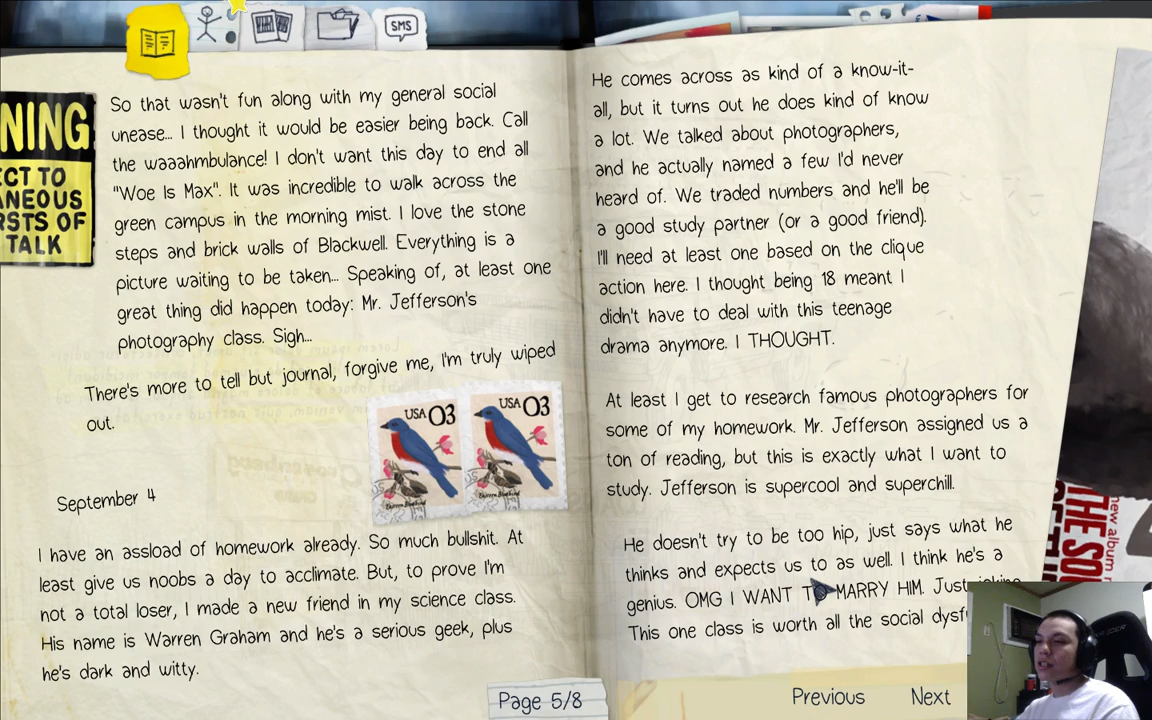 SMS
NING
ECT TO
ANEOUS
RSTS OF
TALK
So that wasn't fun along with my general social
unease... I thought it would be easier being back. Call
the waaahmbulance! I don't want this day to end all
"Woe Is Max". It was incredible to walk across the
green campus in the morning mist. I love the stone
steps and brick walls of Blackwell. Everything is a
picture waiting to be taken... Speaking of, at least one
great thing did happen today: Mr. Jefferson's
photography class. Sigh...
There's more to tell but journal, forgive me, I'm truly wiped
out.
USA 03
USA 03
Eastern Bluebird
Eastern Bluebird
September 4
I have an assload of homework already. So much bullshit. At
least give us noobs a day to acclimate. But, to prove I'm
not a total loser, I made a new friend in my science class.
His name is Warren Graham and he's a serious geek, plus
he's dark and witty.
He comes across as kind of a know-it-
all, but it turns out he does kind of know
a lot. We talked about photographers,
and he actually named a few I'd never
heard of. We traded numbers and he'll be
a good study partner (or a good friend).
I'll need at least one based on the clique
action here. I thought being 18 meant I
didn't have to deal with this teenage
drama anymore. I THOUGHT.
At least I get to research famous photographers for
some of my homework. Mr. Jefferson assigned us a
ton of reading, but this is exactly what I want to
study. Jefferson is supercool and superchill.
He doesn't try to be too hip, just says what he
thinks and expects us to as well. I think he's a
genius. OMG I WANT TO MARRY HIM. Just joking
This one class is worth all the social dysf
Page 5/8
Previous
Next
new album
THE SO